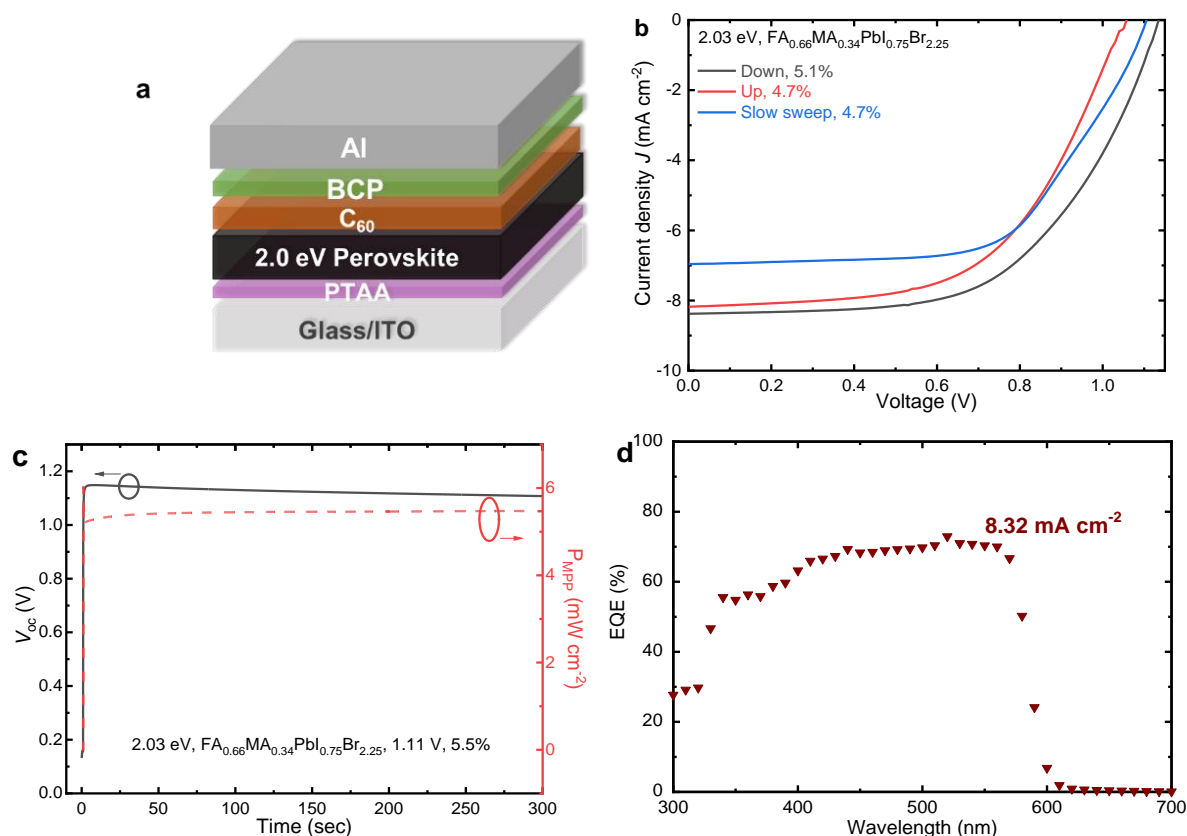 a
Al
BCP
C₆₀
2.0 eV Perovskite
PTAA
Glass/ITO
b
2.03 eV, FA₀.₆₆MA₀.₃₄PbI₀.₇₅Br₂.₂₅
Down, 5.1%
Up, 4.7%
Slow sweep, 4.7%
0
-2
-4
-6
-8
-10
Current density J (mA cm⁻²)
0.0 0.2 0.4 0.6 0.8 1.0
Voltage (V)
c
1.2
1.0
0.8
0.6
0.4
0.2
0.0
V_oc (V)
6
4
2
0
P_MPP (mW cm⁻²)
2.03 eV, FA₀.₆₆MA₀.₃₄PbI₀.₇₅Br₂.₂₅, 1.11 V, 5.5%
0 50 100 150 200 250 300
Time (sec)
d
8.32 mA cm⁻²
100
80
60
40
20
0
EQE (%)
300 400 500 600 700
Wavelength (nm)